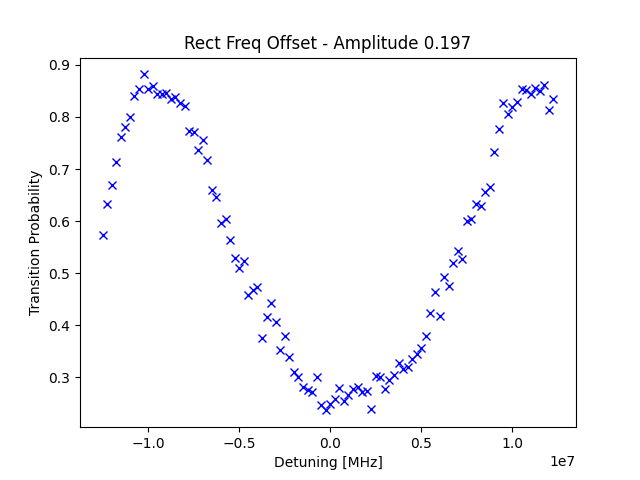 Rect Freq Offset - Amplitude 0.197
Transition Probability
0.9
0.8
0.7
0.6
0.5
0.4
0.3
−1.0 −0.5 0.0 0.5 1.0
1e7
Detuning [MHz]